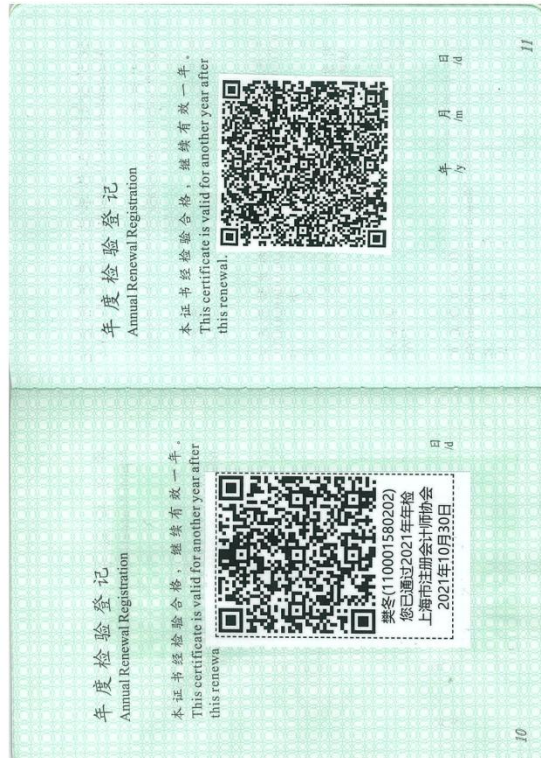 年度检验登记
Annual Renewal Registration
本证书经检验合格，继续有效一年。
This certificate is valid for another year after
this renewa
樊冬(110001580202)
您已通过2021年年检
上海市注册会计师协会
2021年10月30日
日
/d
10
年度检验登记
Annual Renewal Registration
本证书经检验合格，继续有效一年。
This certificate is valid for another year after
this renewal.
年 月 日
/y /m /d
11